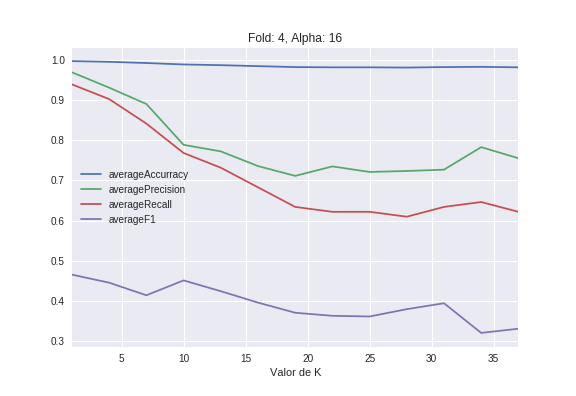 Fold: 4, Alpha: 16
1.0
0.9
0.8
0.7
0.6
0.5
0.4
0.3
averageAccurracy
averagePrecision
averageRecall
averageF1
5 10 15 20 25 30 35
Valor de K